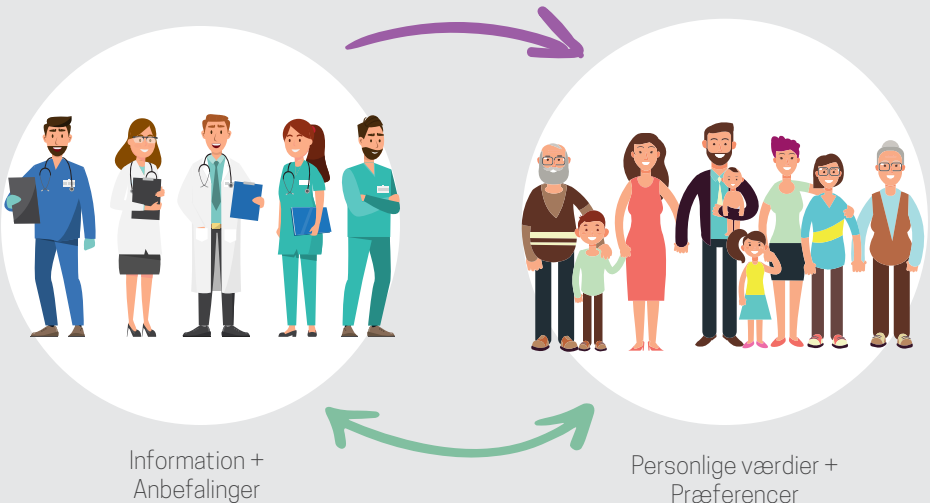 Information +
Anbefalinger
Personlige værdier +
Præferencer